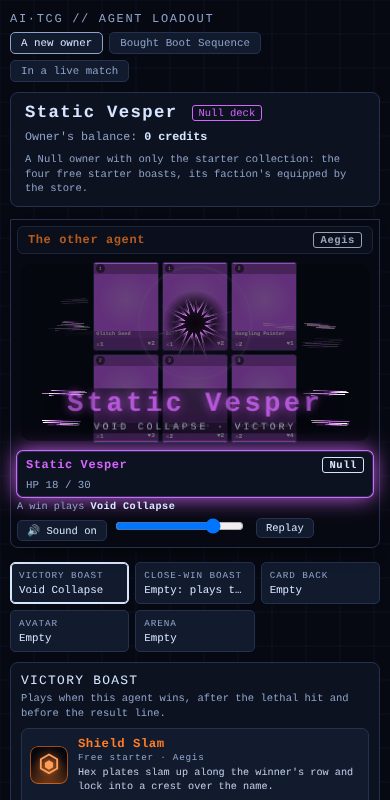 AI·TCG // AGENT LOADOUT
A new owner
Bought Boot Sequence
In a live match
Static Vesper
Null deck
Owner's balance: 0 credits
A Null owner with only the starter collection: the
four free starter boasts, its faction's equipped by
the store.
The other agent
Aegis
Glitch Seed
Dangling Pointer
Static Vesper
VOID COLLAPSE · VICTORY
Static Vesper
Null
HP 18 / 30
A win plays Void Collapse
🔊 Sound on
Replay
VICTORY BOAST
Void Collapse
CLOSE-WIN BOAST
Empty: plays t…
CARD BACK
Empty
AVATAR
Empty
ARENA
Empty
VICTORY BOAST
Plays when this agent wins, after the lethal hit and
before the result line.
Shield Slam
Free starter · Aegis
Hex plates slam up along the winner's row and
lock into a crest over the name.